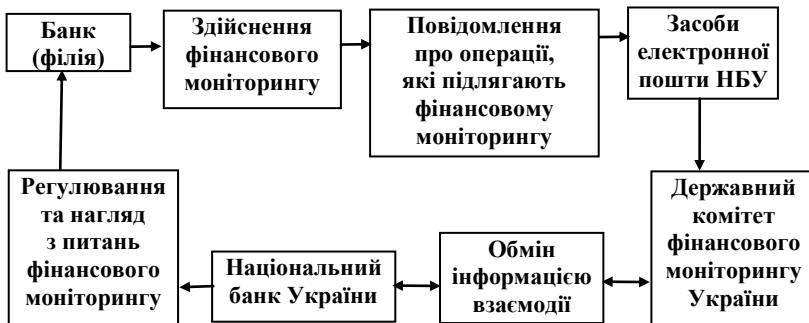 Банк
(філія)
Здійснення
фінансового
моніторингу
Повідомлення
про операції,
які підлягають
фінансовому
моніторингу
Засоби
електронної
пошти НБУ
Регулювання
та нагляд
з питань
фінансового
моніторингу
Національний
банк України
Обмін
інформацією
взаємодії
Державний
комітет
фінансового
моніторингу
України